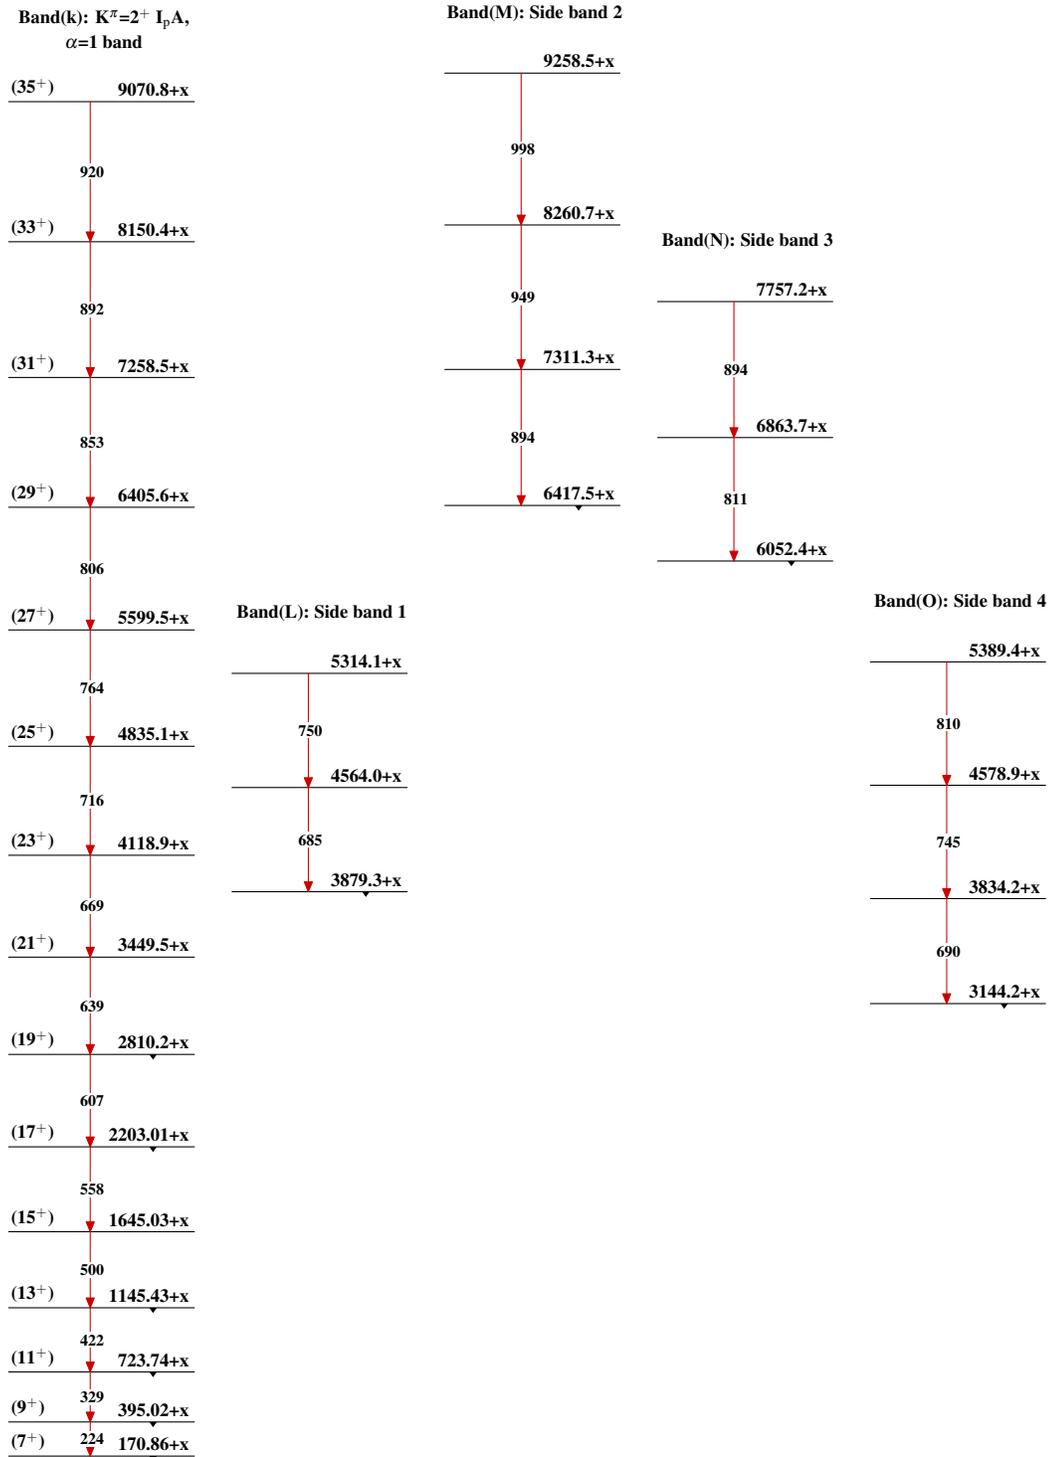 Band(k): Kπ=2+ IpA,
α=1 band
(35+) 9070.8+x
920
(33+) 8150.4+x
892
(31+) 7258.5+x
853
(29+) 6405.6+x
806
(27+) 5599.5+x
764
(25+) 4835.1+x
716
(23+) 4118.9+x
669
(21+) 3449.5+x
639
(19+) 2810.2+x
607
(17+) 2203.01+x
558
(15+) 1645.03+x
500
(13+) 1145.43+x
422
(11+) 723.74+x
329
(9+) 395.02+x
224
(7+) 170.86+x
Band(L): Side band 1
5314.1+x
750
4564.0+x
685
3879.3+x
Band(M): Side band 2
9258.5+x
998
8260.7+x
949
7311.3+x
894
6417.5+x
Band(N): Side band 3
7757.2+x
894
6863.7+x
811
6052.4+x
Band(O): Side band 4
5389.4+x
810
4578.9+x
745
3834.2+x
690
3144.2+x